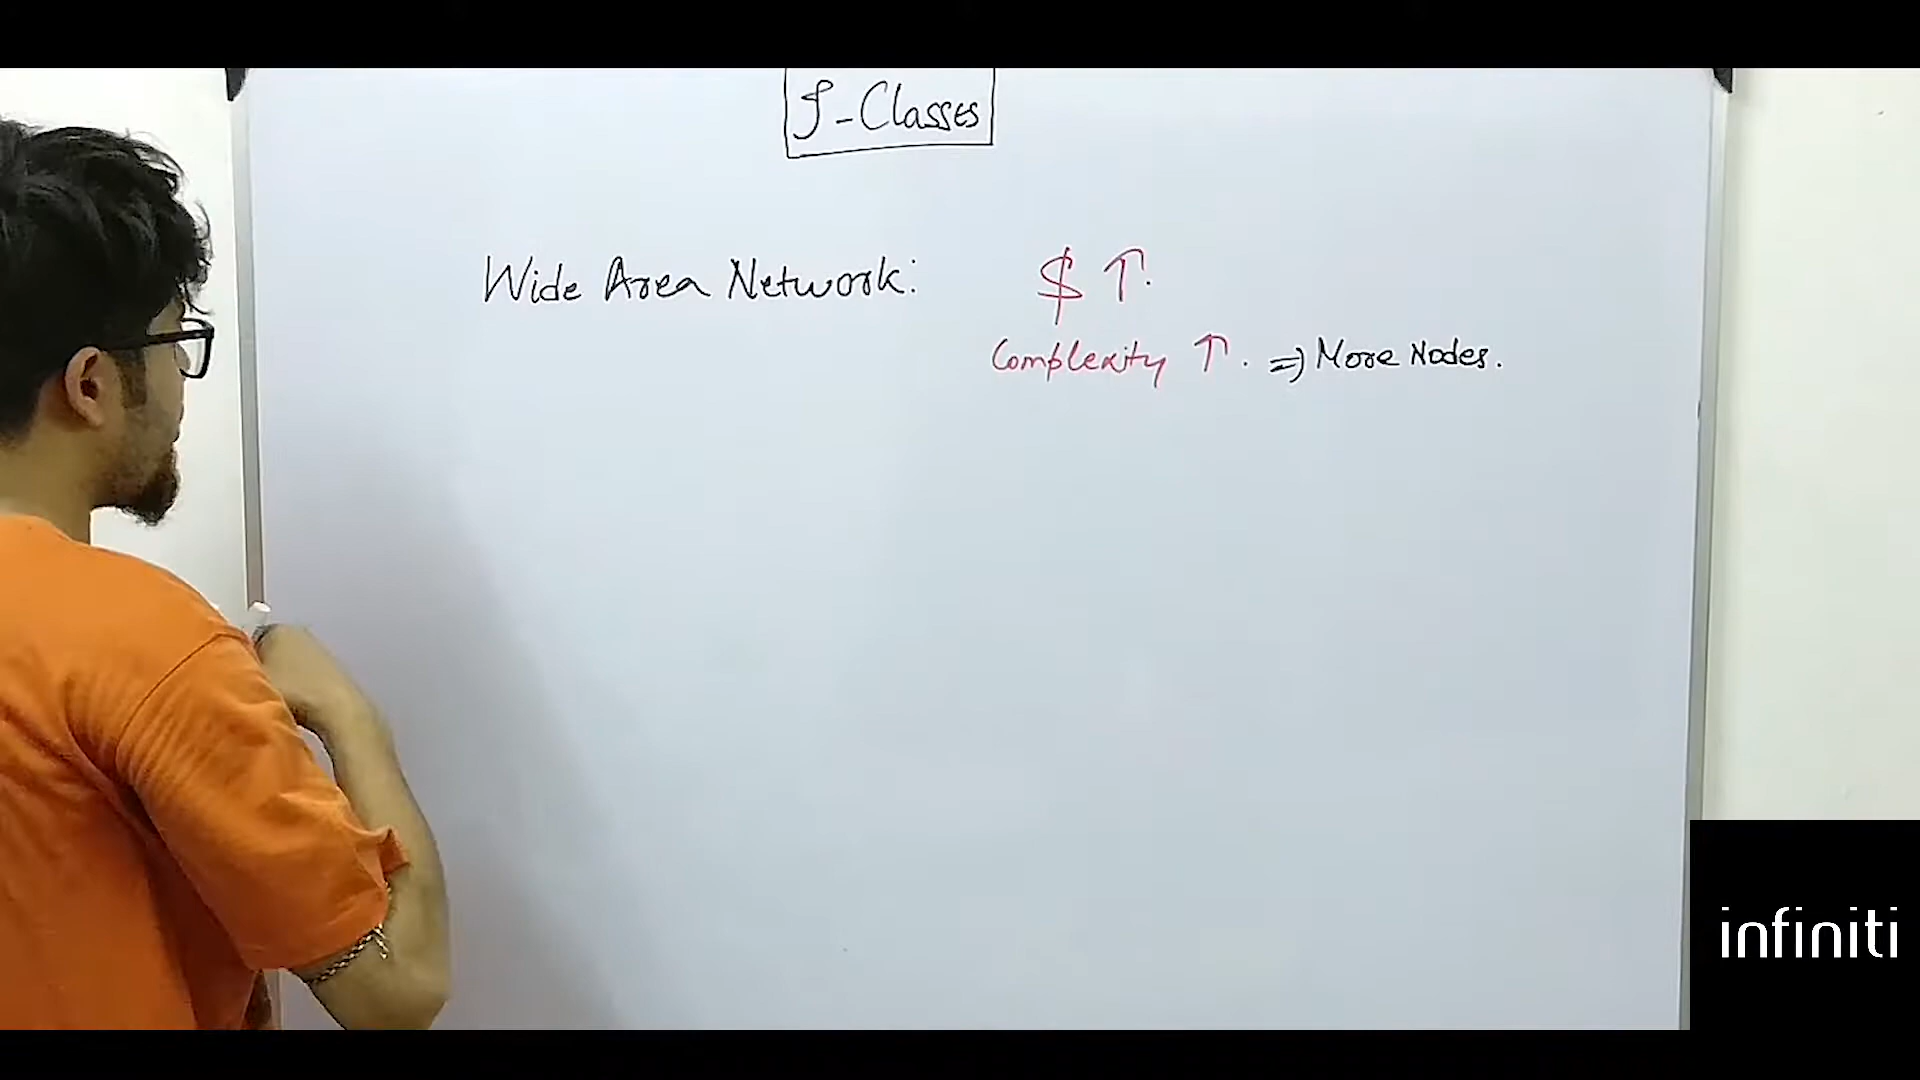 J-Classes
Wide Area Network: $ ↑.
Complexity ↑. ⇒ More Nodes.
infiniti